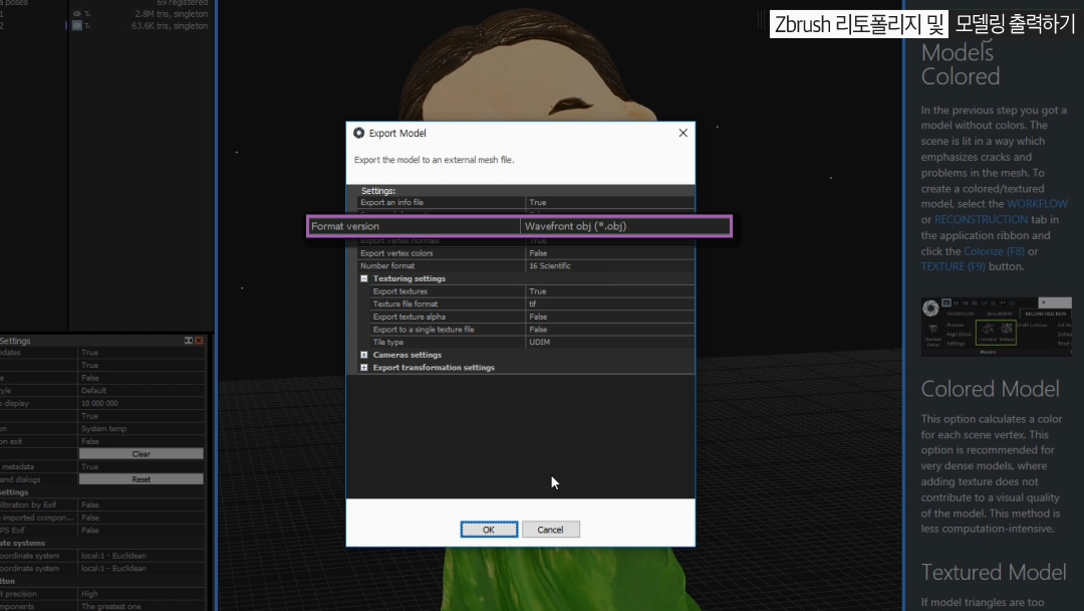 a poses
69 registered
2.8M tris, singleton
63.6K tris, singleton
Zbrush 리토폴리지 및 모델링 출력하기
Models
Colored
In the previous step you got a
model without colors. The
scene is lit in a way which
emphasizes cracks and
problems in the mesh. To
create a colored/textured
model, select the WORKFLOW
or RECONSTRUCTION tab in
the application ribbon and
click the Colorize (F8) or
TEXTURE (F9) button.
Colored Model
This option calculates a color
for each scene vertex. This
option is recommended for
very dense models, where
adding texture does not
contribute to a visual quality
of the model. This method is
less computation-intensive.
Textured Model
If model triangles are too
Export Model
Export the model to an external mesh file.
Settings:
Export an info file True
Format version Wavefront obj (*.obj)
Export vertex normals True
Export vertex colors False
Number format 16 Scientific
Texturing settings
Export textures True
Texture file format tif
Export texture alpha False
Export to a single texture file False
Tile type UDIM
Cameras settings
Export transformation settings
OK Cancel
Settings
dates True
True
False
yle Default
display 10 000 000
True
on System temp
on exit False
Clear
metadata True
and dialogs Reset
settings
libration by Exif False
imported compon... False
PS Exif False
ate systems
oordinate system local:1 - Euclidean
oordinate system local:1 - Euclidean
tton
t precision High
mponents The greatest one